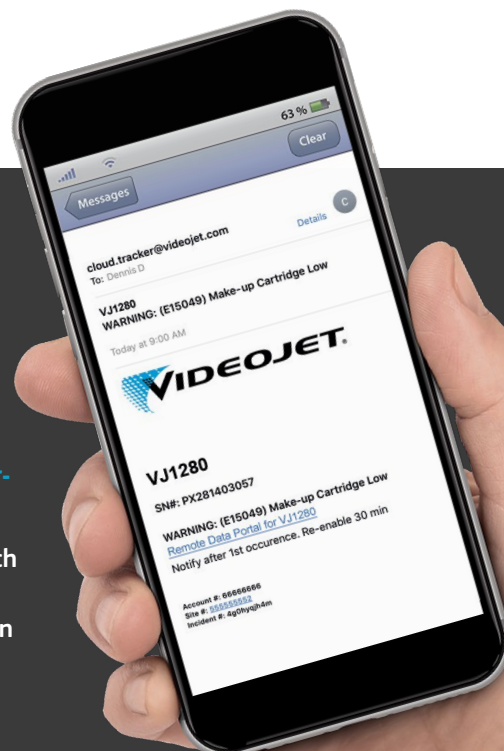 63 %
Messages
Clear
cloud.tracker@videojet.com
To: Dennis D
Details
C
VJ1280
WARNING: (E15049) Make-up Cartridge Low
Today at 9:00 AM
VIDEOJET.
VJ1280
SN#: PX281403057
WARNING: (E15049) Make-up Cartridge Low
Remote Data Portal for VJ1280
Notify after 1st occurence. Re-enable 30 min
Account #: 66666666
Site #: 555555552
Incident #: 4g0hyqjh4m